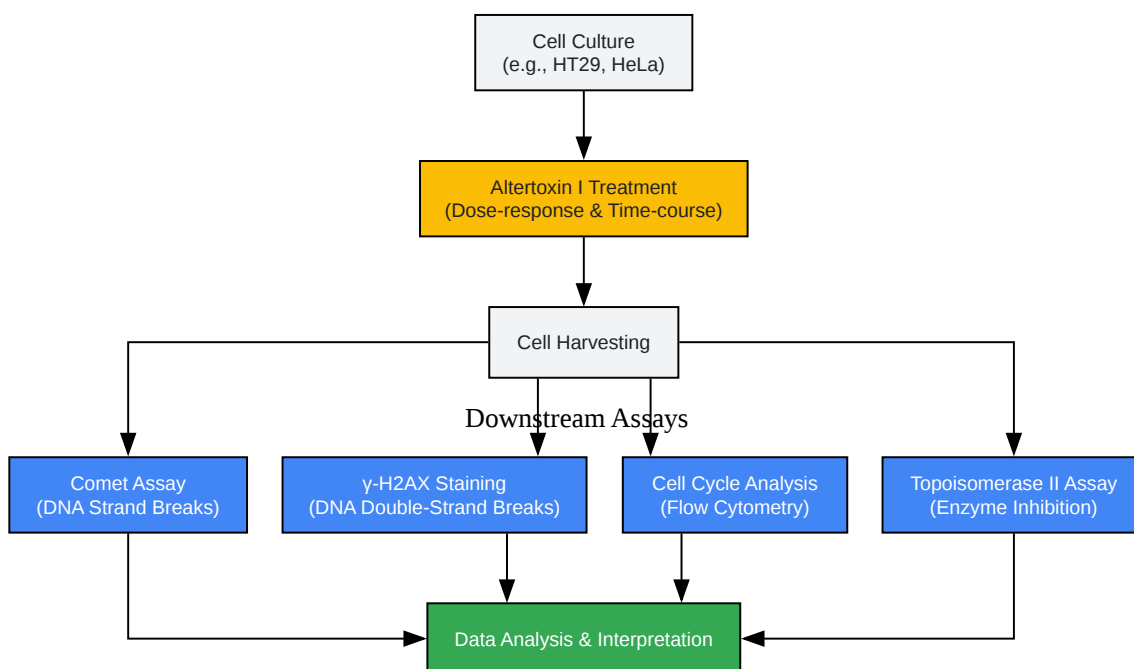 Cell Culture
(e.g., HT29, HeLa)
Altertoxin I Treatment
(Dose-response & Time-course)
Cell Harvesting
Downstream Assays
Comet Assay
(DNA Strand Breaks)
γ-H2AX Staining
(DNA Double-Strand Breaks)
Cell Cycle Analysis
(Flow Cytometry)
Topoisomerase II Assay
(Enzyme Inhibition)
Data Analysis & Interpretation